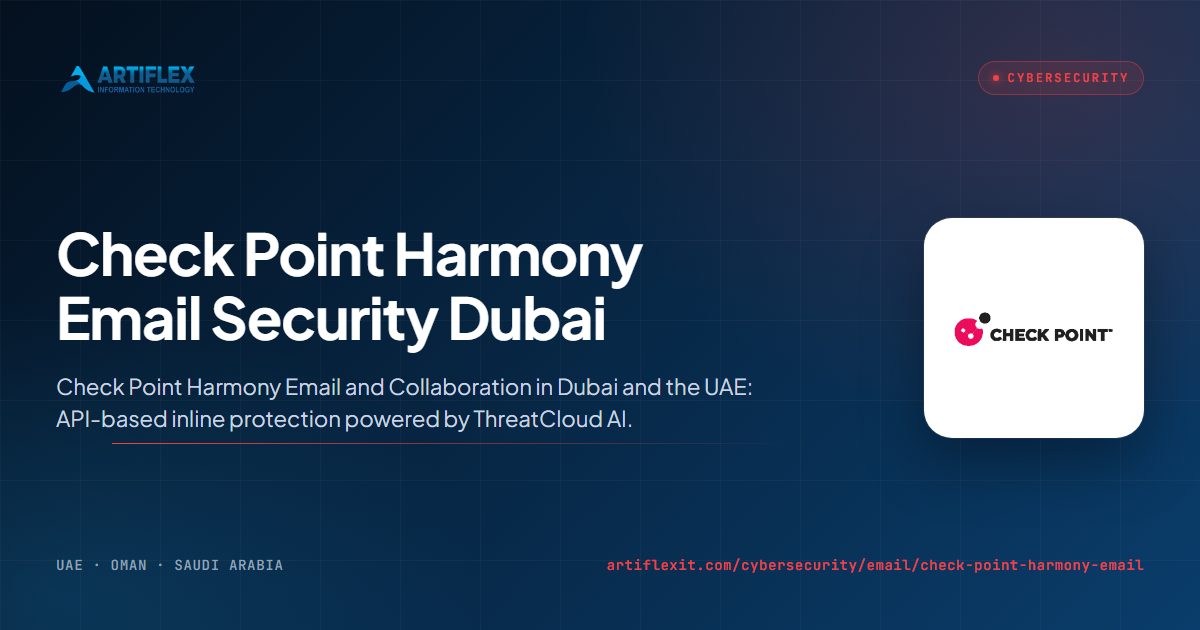 ARTIFLEX
INFORMATION TECHNOLOGY
CYBERSECURITY
Check Point Harmony
Email Security Dubai
Check Point Harmony Email and Collaboration in Dubai and the UAE:
API-based inline protection powered by ThreatCloud AI.
CHECK POINT™
UAE · OMAN · SAUDI ARABIA
artiflexit.com/cybersecurity/email/check-point-harmony-email